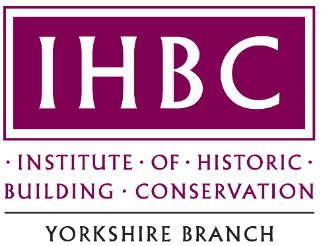 IHBC
· INSTITUTE · OF · HISTORIC ·
BUILDING · CONSERVATION
YORKSHIRE BRANCH